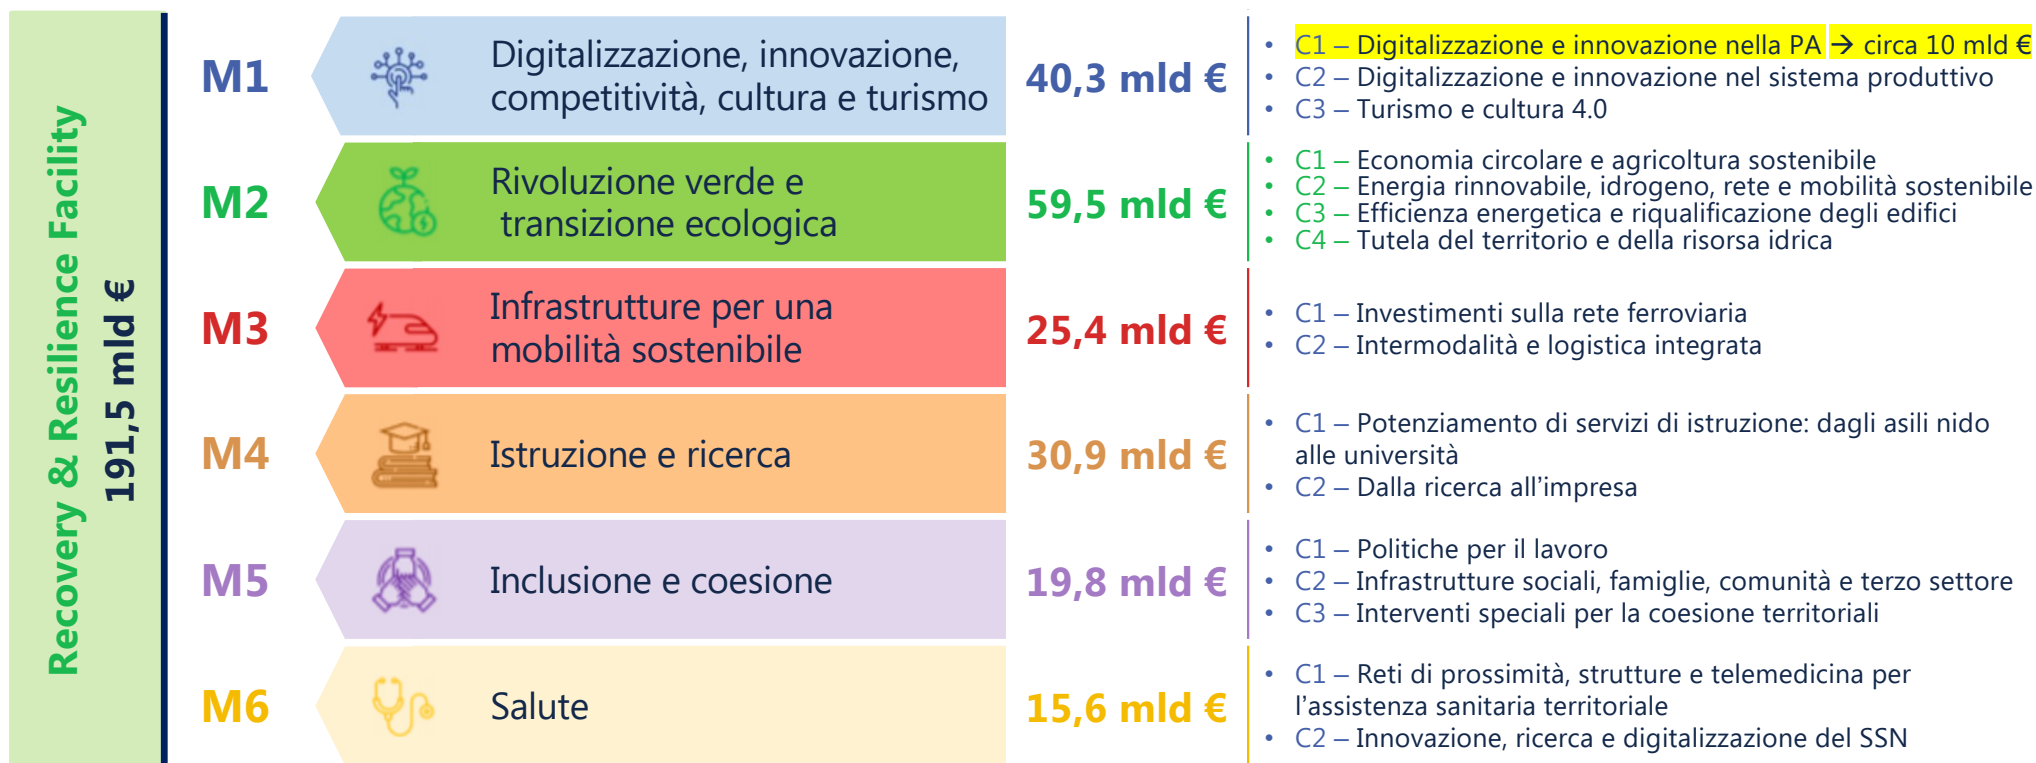 Recovery & Resilience Facility
191,5 mld €
M1
Digitalizzazione, innovazione,
competitività, cultura e turismo
40,3 mld €
• C1 – Digitalizzazione e innovazione nella PA → circa 10 mld €
• C2 – Digitalizzazione e innovazione nel sistema produttivo
• C3 – Turismo e cultura 4.0
M2
Rivoluzione verde e
transizione ecologica
59,5 mld €
• C1 – Economia circolare e agricoltura sostenibile
• C2 – Energia rinnovabile, idrogeno, rete e mobilità sostenibile
• C3 – Efficienza energetica e riqualificazione degli edifici
• C4 – Tutela del territorio e della risorsa idrica
M3
Infrastrutture per una
mobilità sostenibile
25,4 mld €
• C1 – Investimenti sulla rete ferroviaria
• C2 – Intermodalità e logistica integrata
M4
Istruzione e ricerca
30,9 mld €
• C1 – Potenziamento di servizi di istruzione: dagli asili nido
alle università
• C2 – Dalla ricerca all’impresa
M5
Inclusione e coesione
19,8 mld €
• C1 – Politiche per il lavoro
• C2 – Infrastrutture sociali, famiglie, comunità e terzo settore
• C3 – Interventi speciali per la coesione territoriali
M6
Salute
15,6 mld €
• C1 – Reti di prossimità, strutture e telemedicina per
l’assistenza sanitaria territoriale
• C2 – Innovazione, ricerca e digitalizzazione del SSN